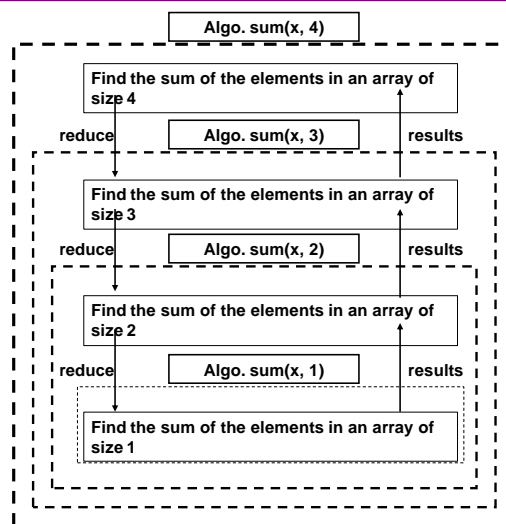 Algo. sum(x, 4)
Find the sum of the elements in an array of
size 4
reduce
results
Algo. sum(x, 3)
Find the sum of the elements in an array of
size 3
reduce
results
Algo. sum(x, 2)
Find the sum of the elements in an array of
size 2
reduce
results
Algo. sum(x, 1)
Find the sum of the elements in an array of
size 1